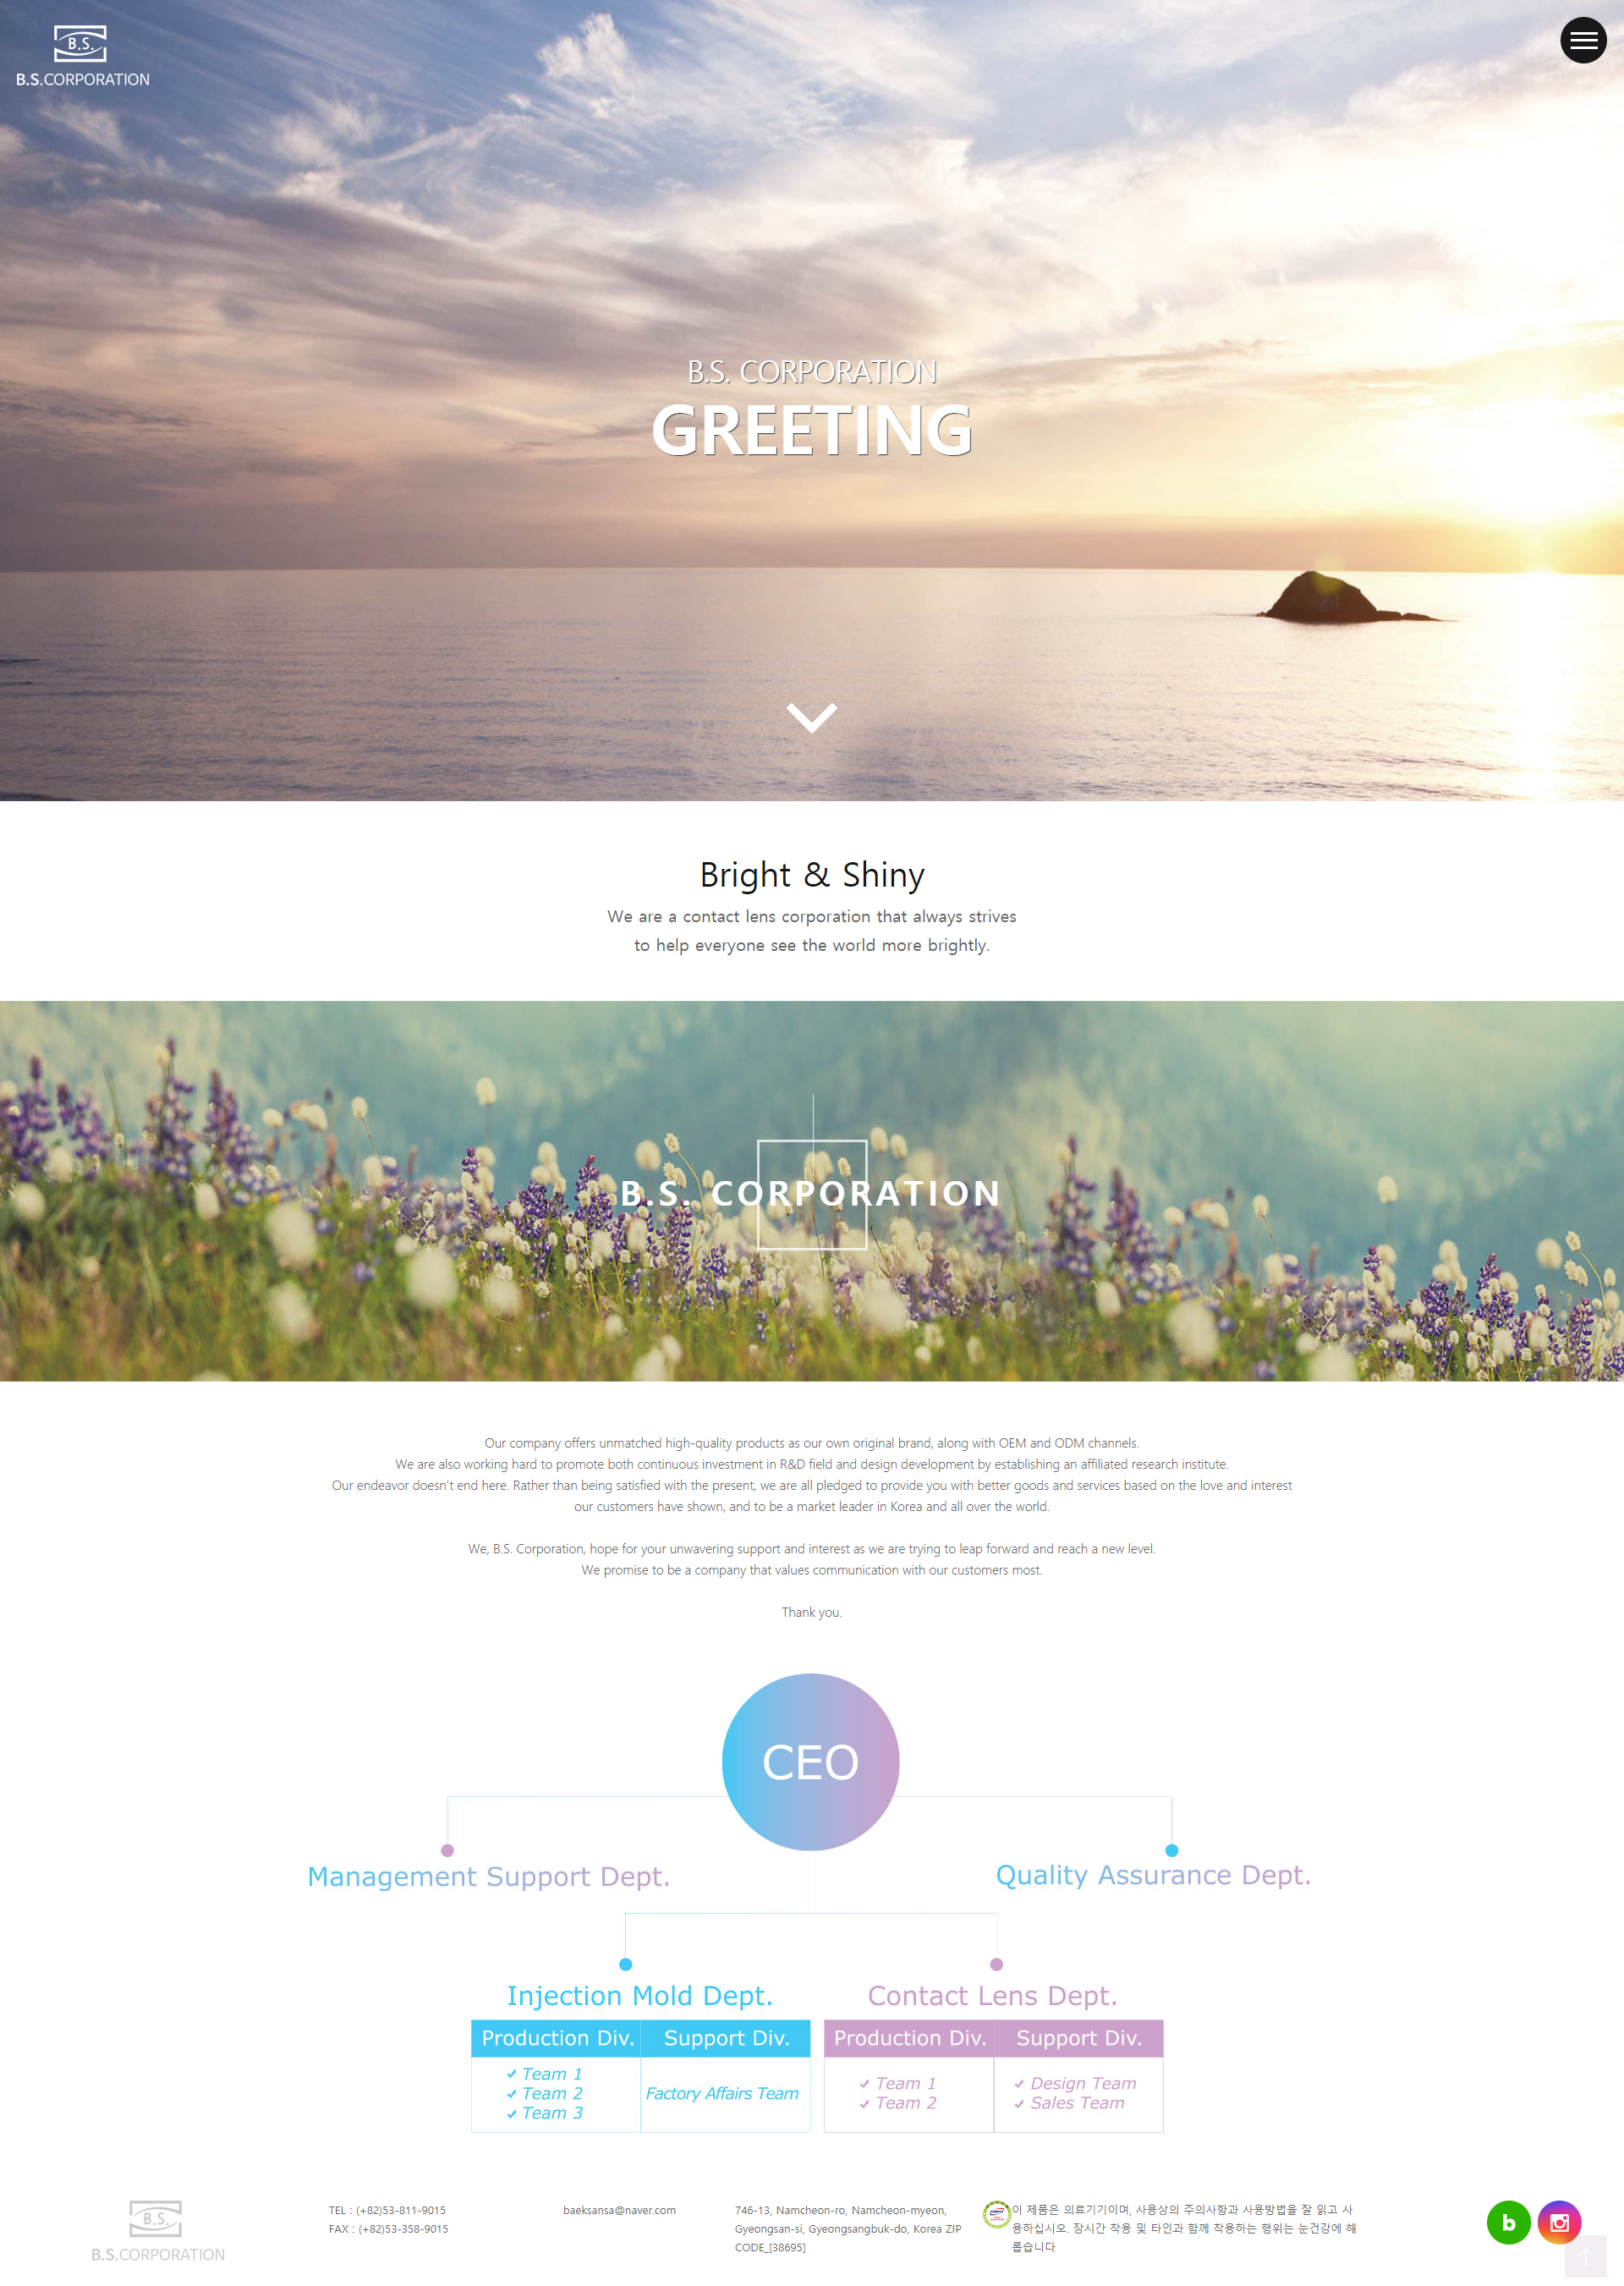 B.S.
B.S.CORPORATION
B.S. CORPORATION
GREETING
Bright & Shiny
We are a contact lens corporation that always strives
to help everyone see the world more brightly.
B.S. CORPORATION
Our company offers unmatched high-quality products as our own original brand, along with OEM and ODM channels.
We are also working hard to promote both continuous investment in R&D field and design development by establishing an affiliated research institute.
Our endeavor doesn't end here. Rather than being satisfied with the present, we are all pledged to provide you with better goods and services based on the love and interest
our customers have shown, and to be a market leader in Korea and all over the world.
We, B.S. Corporation, hope for your unwavering support and interest as we are trying to leap forward and reach a new level.
We promise to be a company that values communication with our customers most.
Thank you.
CEO
Management Support Dept.
Quality Assurance Dept.
Injection Mold Dept.
Contact Lens Dept.
Production Div. Support Div. Production Div. Support Div.
Team 1
Team 2
Team 3
Factory Affairs Team
Team 1
Team 2
Design Team
Sales Team
B.S.
B.S.CORPORATION
TEL : (+82)53-811-9015
FAX : (+82)53-358-9015
baeksansa@naver.com
746-13, Namcheon-ro, Namcheon-myeon,
Gyeongsan-si, Gyeongsangbuk-do, Korea ZIP
CODE_[38695]
이 제품은 의료기기이며, 사용상의 주의사항과 사용방법을 잘 읽고 사
용하십시오. 장시간 착용 및 타인과 함께 착용하는 행위는 눈건강에 해
롭습니다
b